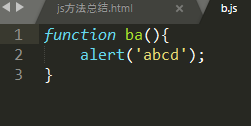 js方法总结.html b.js
1 function ba(){
2 alert('abcd');
3 }